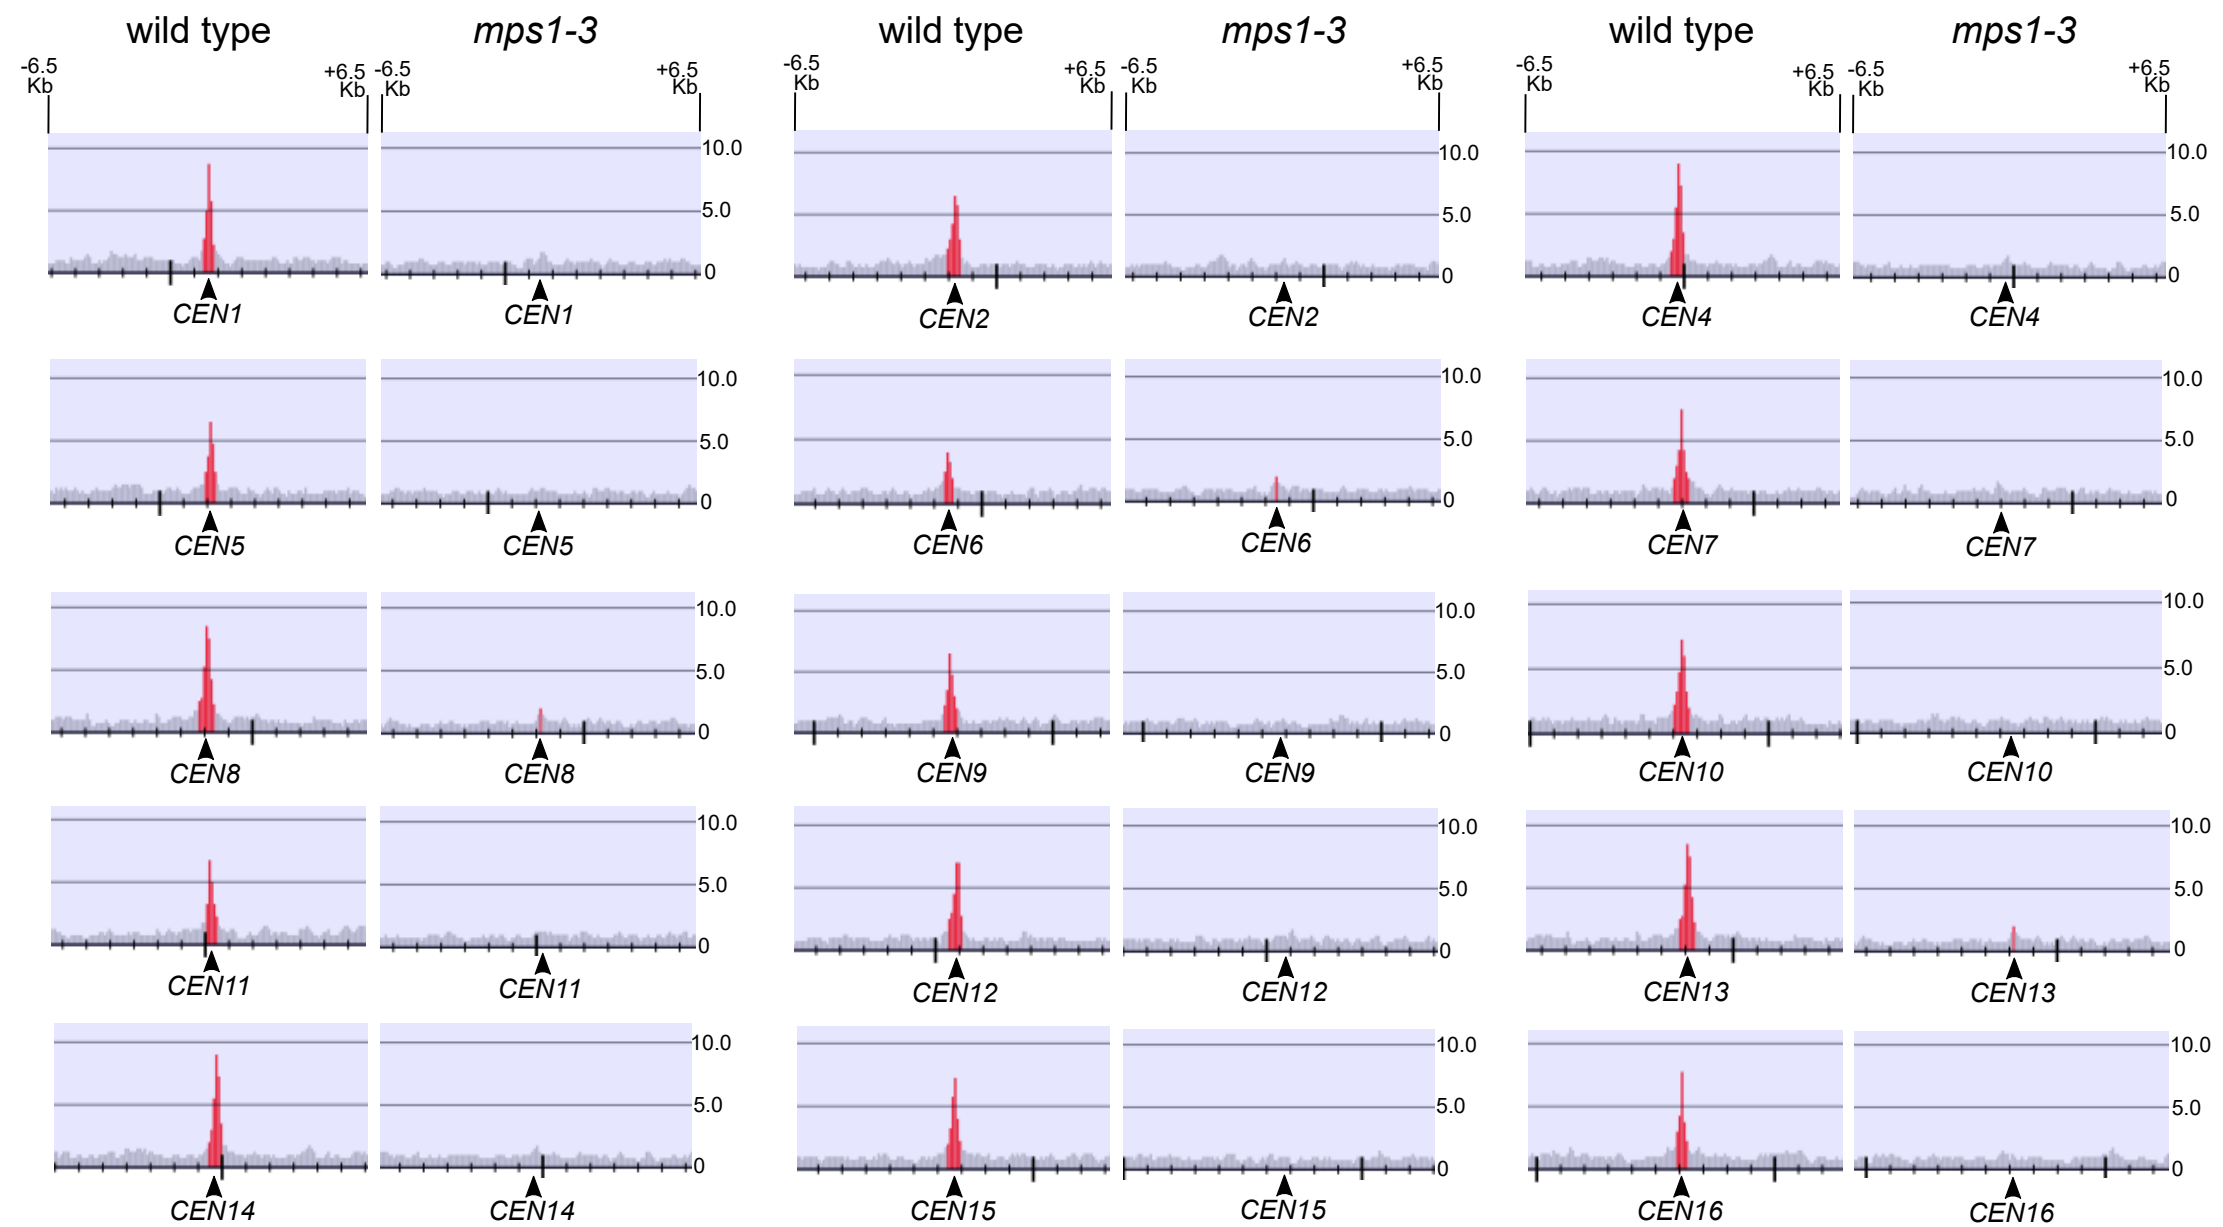 wild type mps1-3 wild type mps1-3 wild type mps1-3
-6.5 Kb +6.5 Kb -6.5 Kb +6.5 Kb -6.5 Kb +6.5 Kb -6.5 Kb +6.5 Kb -6.5 Kb +6.5 Kb -6.5 Kb +6.5 Kb
10.0 10.0 10.0
5.0 5.0 5.0
0 0 0
CEN1 CEN1 CEN2 CEN2 CEN4 CEN4
10.0 10.0 10.0
5.0 5.0 5.0
0 0 0
CEN5 CEN5 CEN6 CEN6 CEN7 CEN7
10.0 10.0 10.0
5.0 5.0 5.0
0 0 0
CEN8 CEN8 CEN9 CEN9 CEN10 CEN10
10.0 10.0 10.0
5.0 5.0 5.0
0 0 0
CEN11 CEN11 CEN12 CEN12 CEN13 CEN13
10.0 10.0 10.0
5.0 5.0 5.0
0 0 0
CEN14 CEN14 CEN15 CEN15 CEN16 CEN16